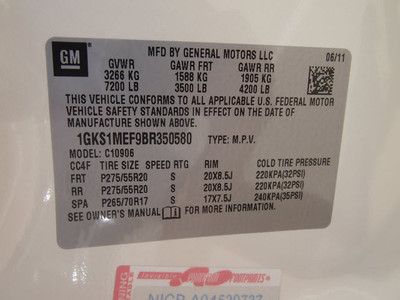 GM
MFD BY GENERAL MOTORS LLC
06/11
GVWR GAWR FRT GAWR RR
3266 KG 1588 KG 1905 KG
7200 LB 3500 LB 4200 LB
THIS VEHICLE CONFORMS TO ALL APPLICABLE U.S. FEDERAL MOTOR
VEHICLE SAFETY STANDARDS IN EFFECT ON THE DATE OF
MANUFACTURE SHOWN ABOVE.
1GKS1MEF9BR350580 TYPE: M.P.V.
MODEL: C10906
CC4F TIRE SIZE SPEED RIM COLD TIRE PRESSURE
FRT P275/55R20 S 20X8.5J 220KPA(32PSI)
RR P275/55R20 S 20X8.5J 220KPA(32PSI)
SPA P265/70R17 S 17X7.5J 240KPA(35PSI)
SEE OWNER'S MANUAL FOR MORE INFORMATION.
FOOTPRINTS